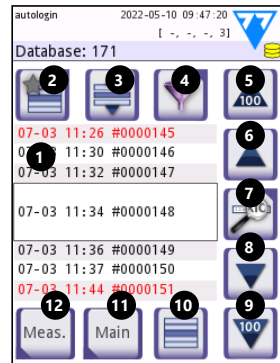 autologin 2022-05-10 09:47:20
[ -, -, -, 3]
Database: 171
2 3 4 5
100
07-03 11:26 #0000145
1 30 11:30 #0000146
07-03 11:32 #0000147
6
07-03 11:34 #0000148
7
07-03 11:36 #0000149
07-03 11:37 #0000150
07-03 11:44 #0000151
8
12 11 10 9
Meas. Main 100